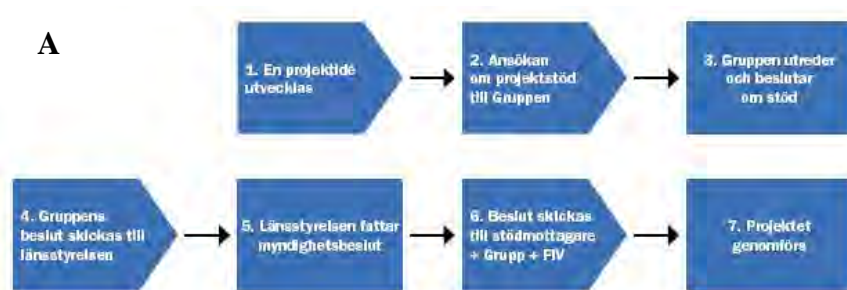 A
1. En projektidé
utvecklas
2. Ansökan
om projektstöd
till Gruppen
3. Gruppen utreder
och beslutar
om stöd
4. Gruppens
beslut skickas till
länsstyrelsen
5. Länsstyrelsen fattar
myndighetsbeslut
6. Beslut skickas
till stödmottagare
+ Grupp + FIV
7. Projektet
genomförs